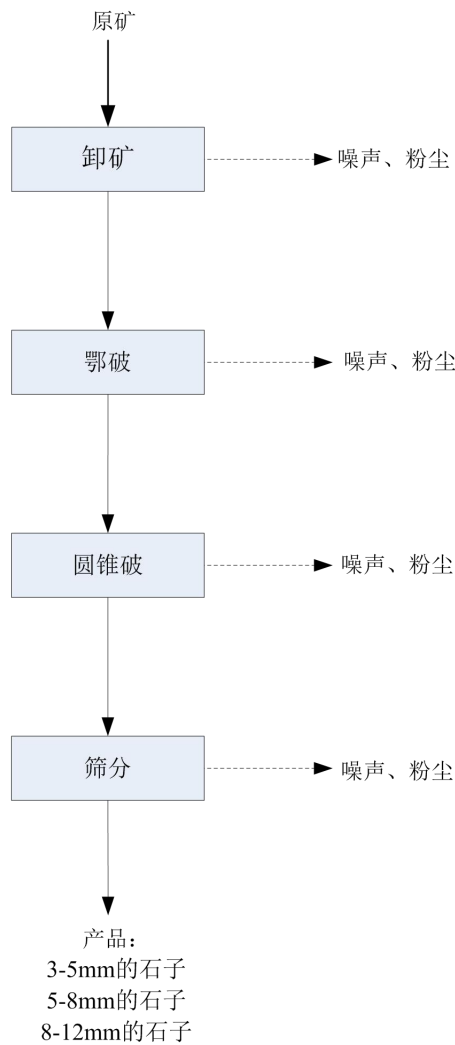 原矿
卸矿
噪声、粉尘
鄂破
噪声、粉尘
圆锥破
噪声、粉尘
筛分
噪声、粉尘
产品：
3-5mm的石子
5-8mm的石子
8-12mm的石子